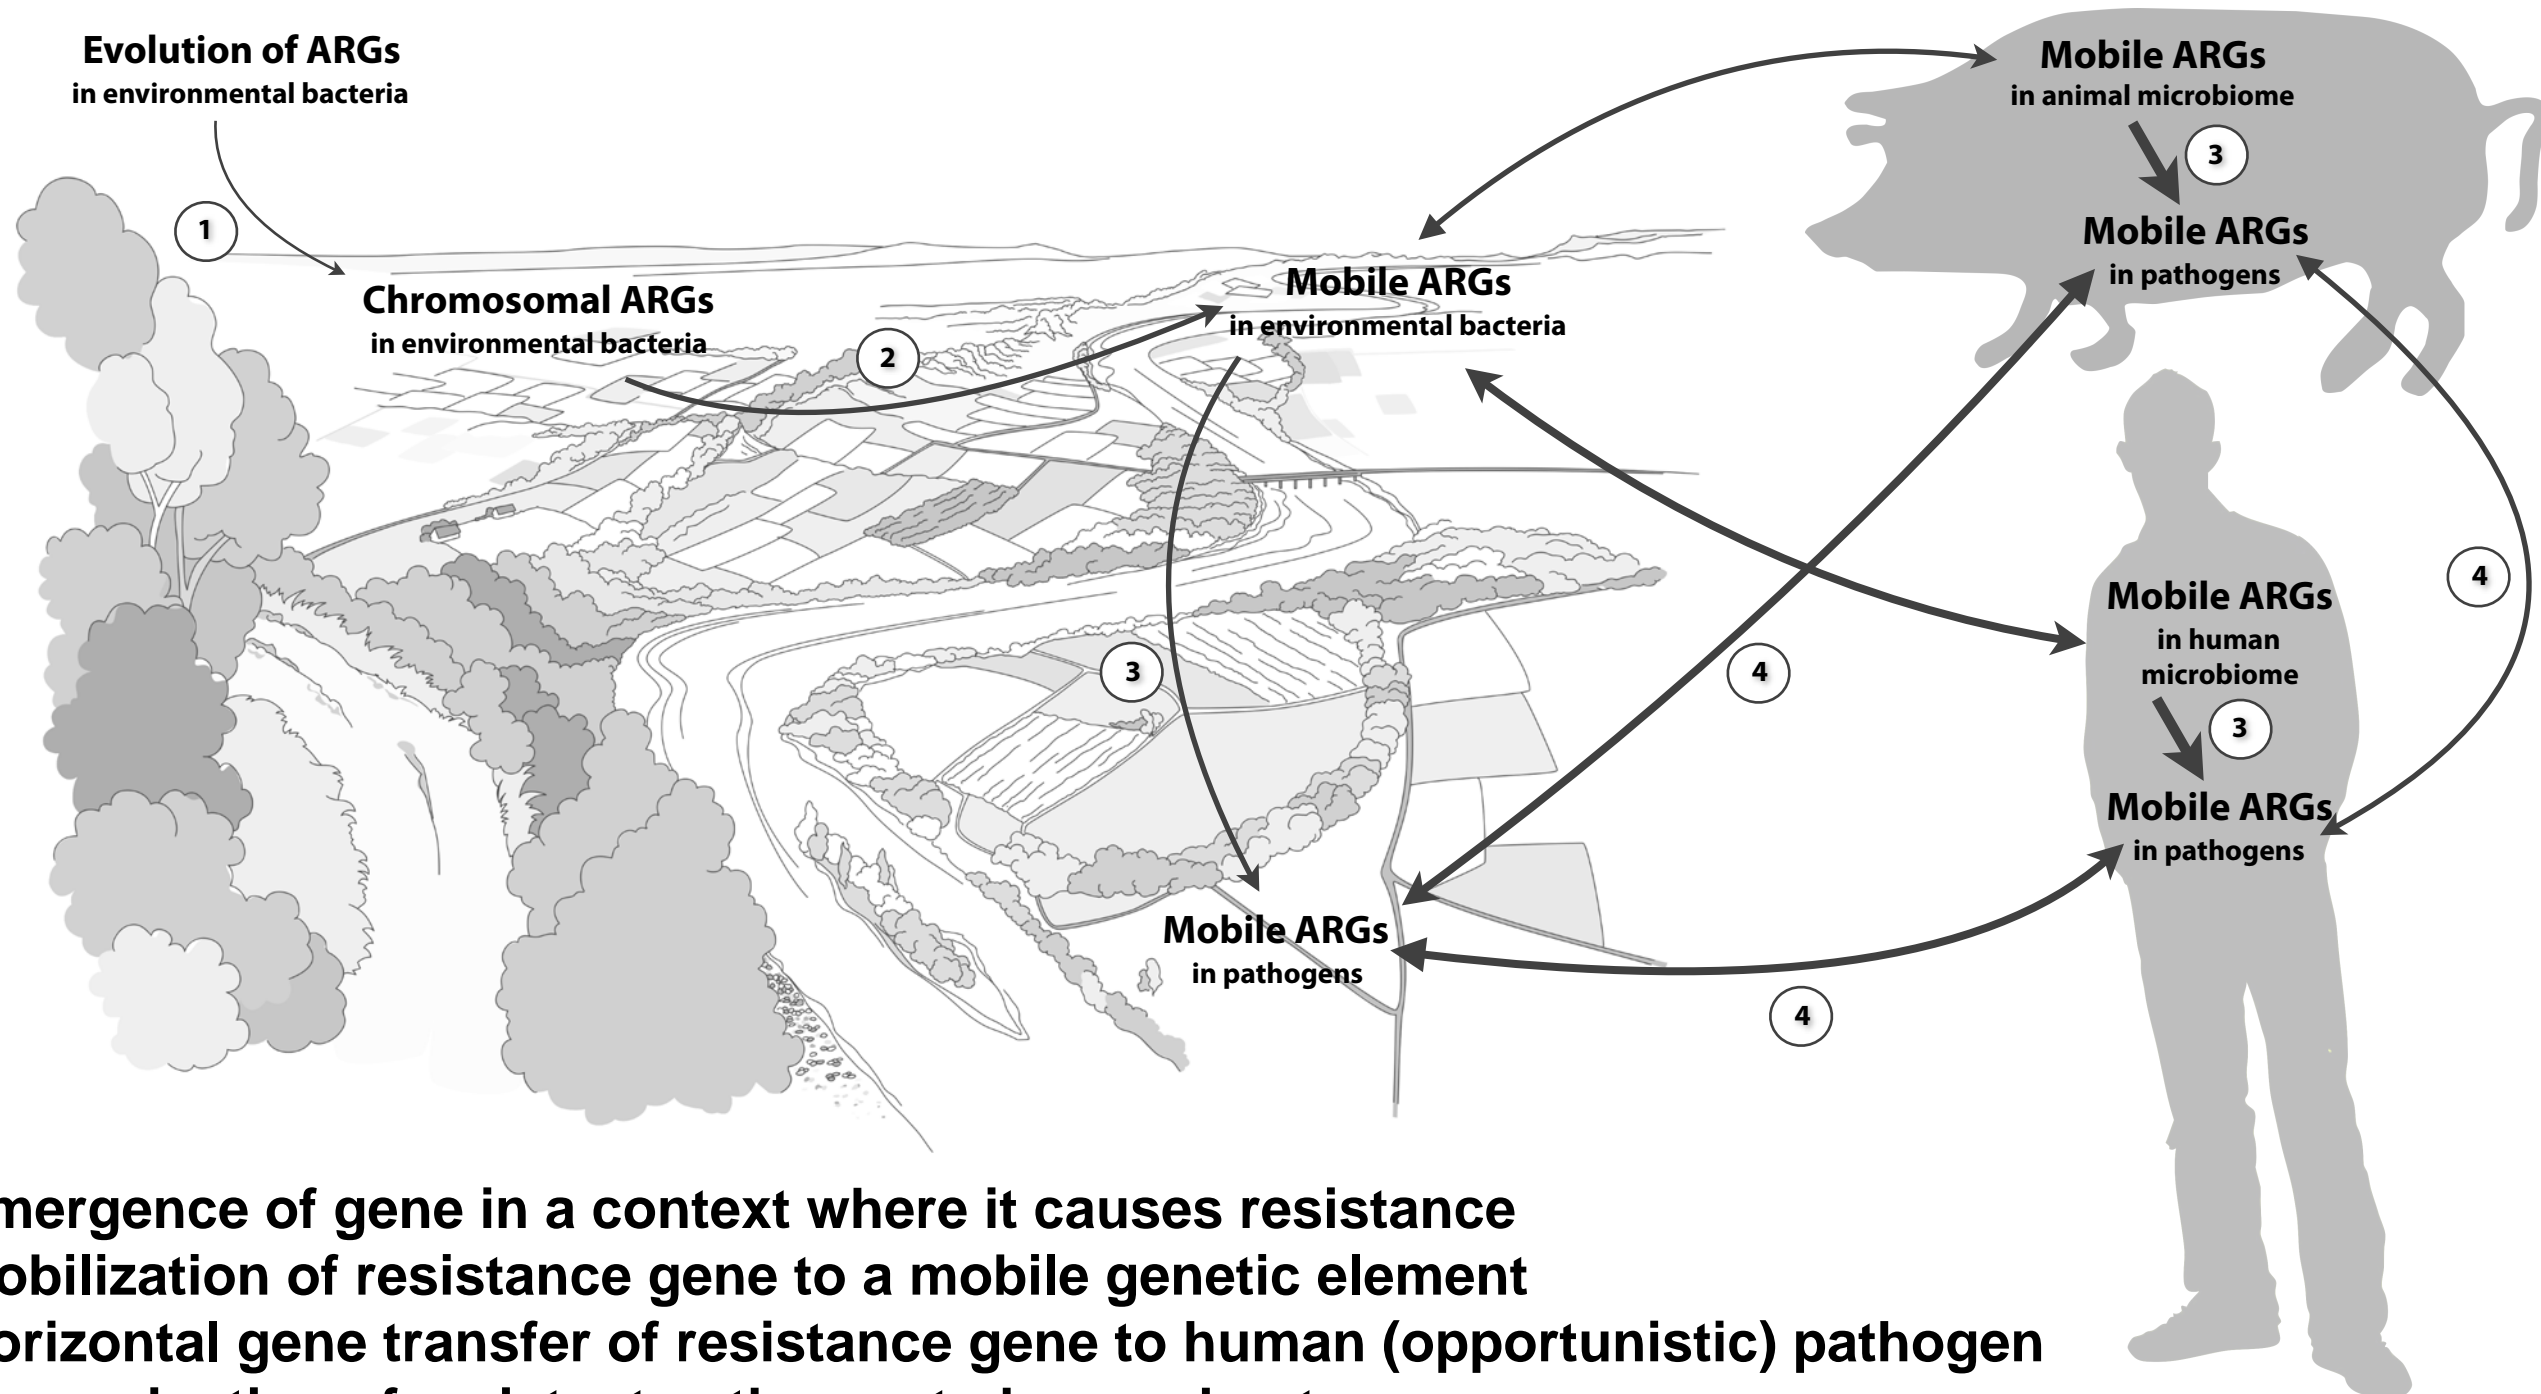 Evolution of ARGs
in environmental bacteria
1
Chromosomal ARGs
in environmental bacteria
2
Mobile ARGs
in environmental bacteria
3
Mobile ARGs
in pathogens
Mobile ARGs
in animal microbiome
3
Mobile ARGs
in pathogens
4
4
4
Mobile ARGs
in human
microbiome
3
Mobile ARGs
in pathogens
mergence of gene in a context where it causes resistance
obilization of resistance gene to a mobile genetic element
orizontal gene transfer of resistance gene to human (opportunistic) pathogen